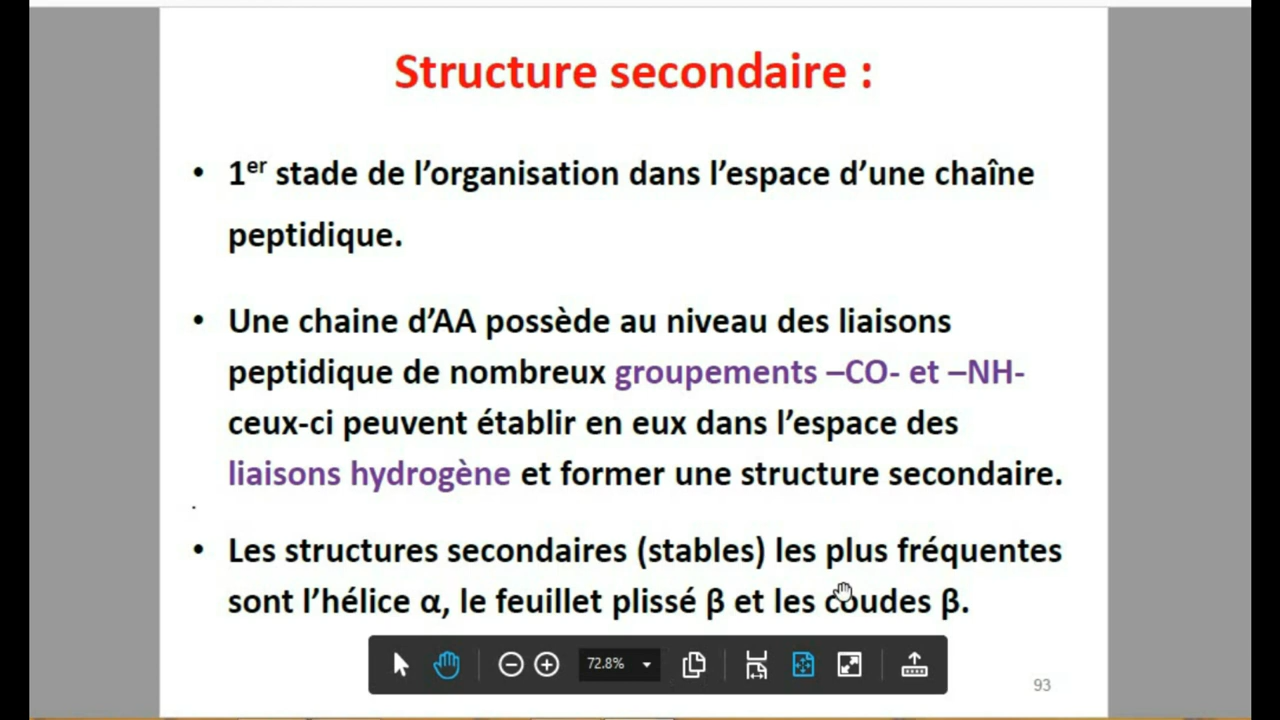 Structure secondaire :
• 1er stade de l’organisation dans l’espace d’une chaîne
peptidique.
• Une chaine d’AA possède au niveau des liaisons
peptidique de nombreux groupements –CO- et –NH-
ceux-ci peuvent établir en eux dans l’espace des
liaisons hydrogène et former une structure secondaire.
• Les structures secondaires (stables) les plus fréquentes
sont l’hélice α, le feuillet plissé β et les coudes β.
72.8%
93